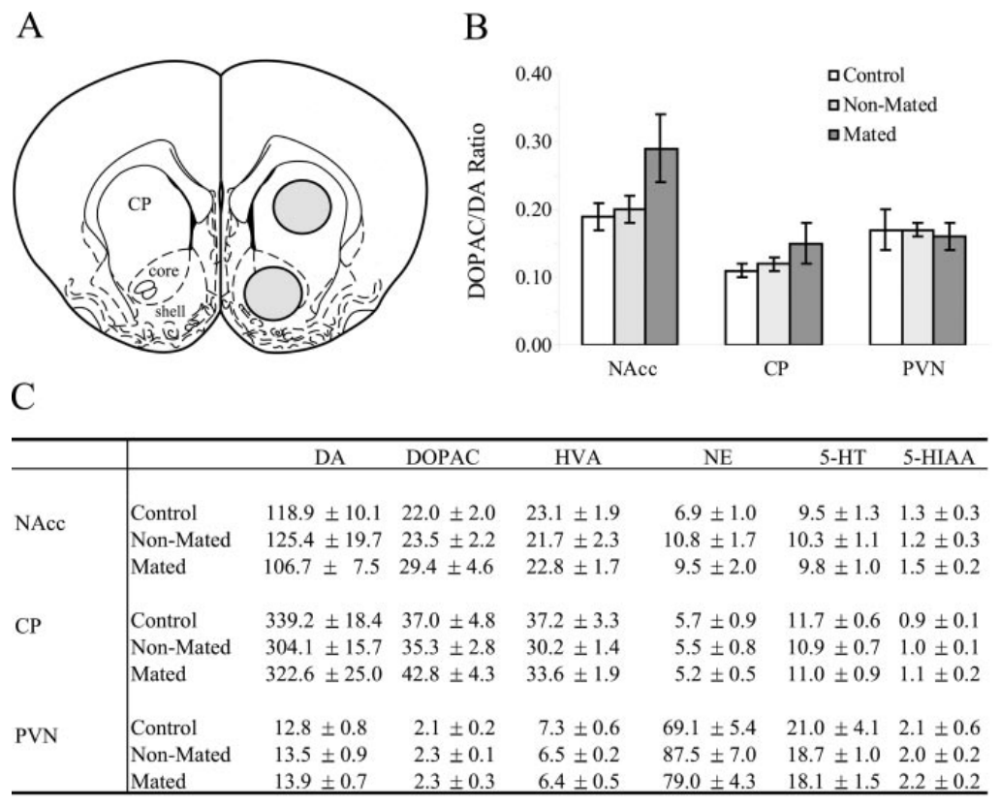 A
CP
core
shell
B
DOPAC/DA Ratio
0.40
0.30
0.20
0.10
0.00
Control
Non-Mated
Mated
NAcc CP PVN
C
DA DOPAC HVA NE 5-HT 5-HIAA
NAcc
Control 118.9 ± 10.1 22.0 ± 2.0 23.1 ± 1.9 6.9 ± 1.0 9.5 ± 1.3 1.3 ± 0.3
Non-Mated 125.4 ± 19.7 23.5 ± 2.2 21.7 ± 2.3 10.8 ± 1.7 10.3 ± 1.1 1.2 ± 0.3
Mated 106.7 ± 7.5 29.4 ± 4.6 22.8 ± 1.7 9.5 ± 2.0 9.8 ± 1.0 1.5 ± 0.2
CP
Control 339.2 ± 18.4 37.0 ± 4.8 37.2 ± 3.3 5.7 ± 0.9 11.7 ± 0.6 0.9 ± 0.1
Non-Mated 304.1 ± 15.7 35.3 ± 2.8 30.2 ± 1.4 5.5 ± 0.8 10.9 ± 0.7 1.0 ± 0.1
Mated 322.6 ± 25.0 42.8 ± 4.3 33.6 ± 1.9 5.2 ± 0.5 11.0 ± 0.9 1.1 ± 0.2
PVN
Control 12.8 ± 0.8 2.1 ± 0.2 7.3 ± 0.6 69.1 ± 5.4 21.0 ± 4.1 2.1 ± 0.6
Non-Mated 13.5 ± 0.9 2.3 ± 0.1 6.5 ± 0.2 87.5 ± 7.0 18.7 ± 1.0 2.0 ± 0.2
Mated 13.9 ± 0.7 2.3 ± 0.3 6.4 ± 0.5 79.0 ± 4.3 18.1 ± 1.5 2.2 ± 0.2